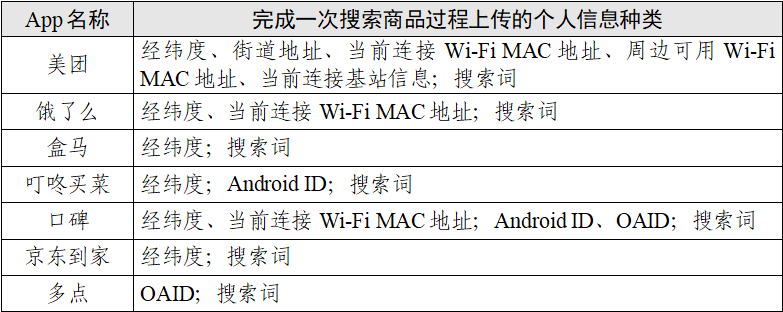 App名称 完成一次搜索商品过程上传的个人信息种类
美团 经纬度、街道地址、当前连接 Wi-Fi MAC 地址、周边可用 Wi-Fi
MAC 地址、当前连接基站信息；搜索词
饿了么 经纬度、当前连接 Wi-Fi MAC 地址；搜索词
盒马 经纬度；搜索词
叮咚买菜 经纬度；Android ID；搜索词
口碑 经纬度、当前连接 Wi-Fi MAC 地址；Android ID、OAID；搜索词
京东到家 经纬度；搜索词
多点 OAID；搜索词